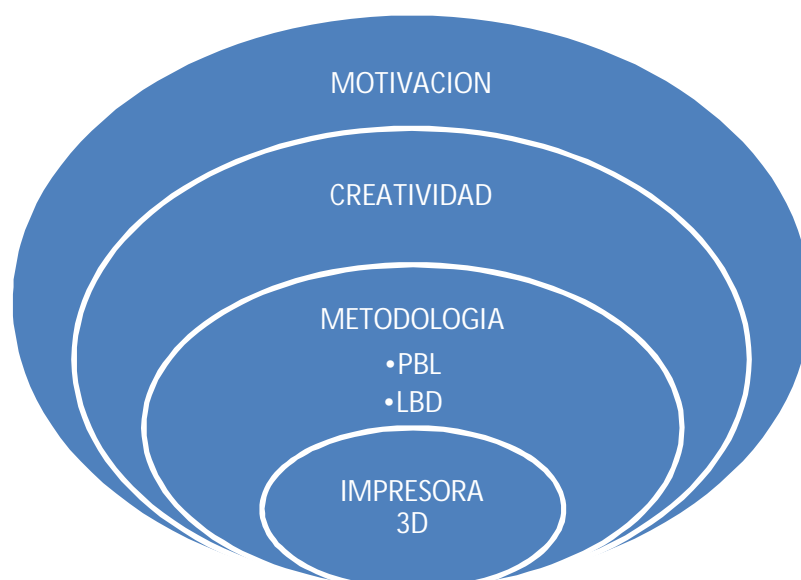 MOTIVACION
CREATIVIDAD
METODOLOGIA
•PBL
•LBD
IMPRESORA
3D